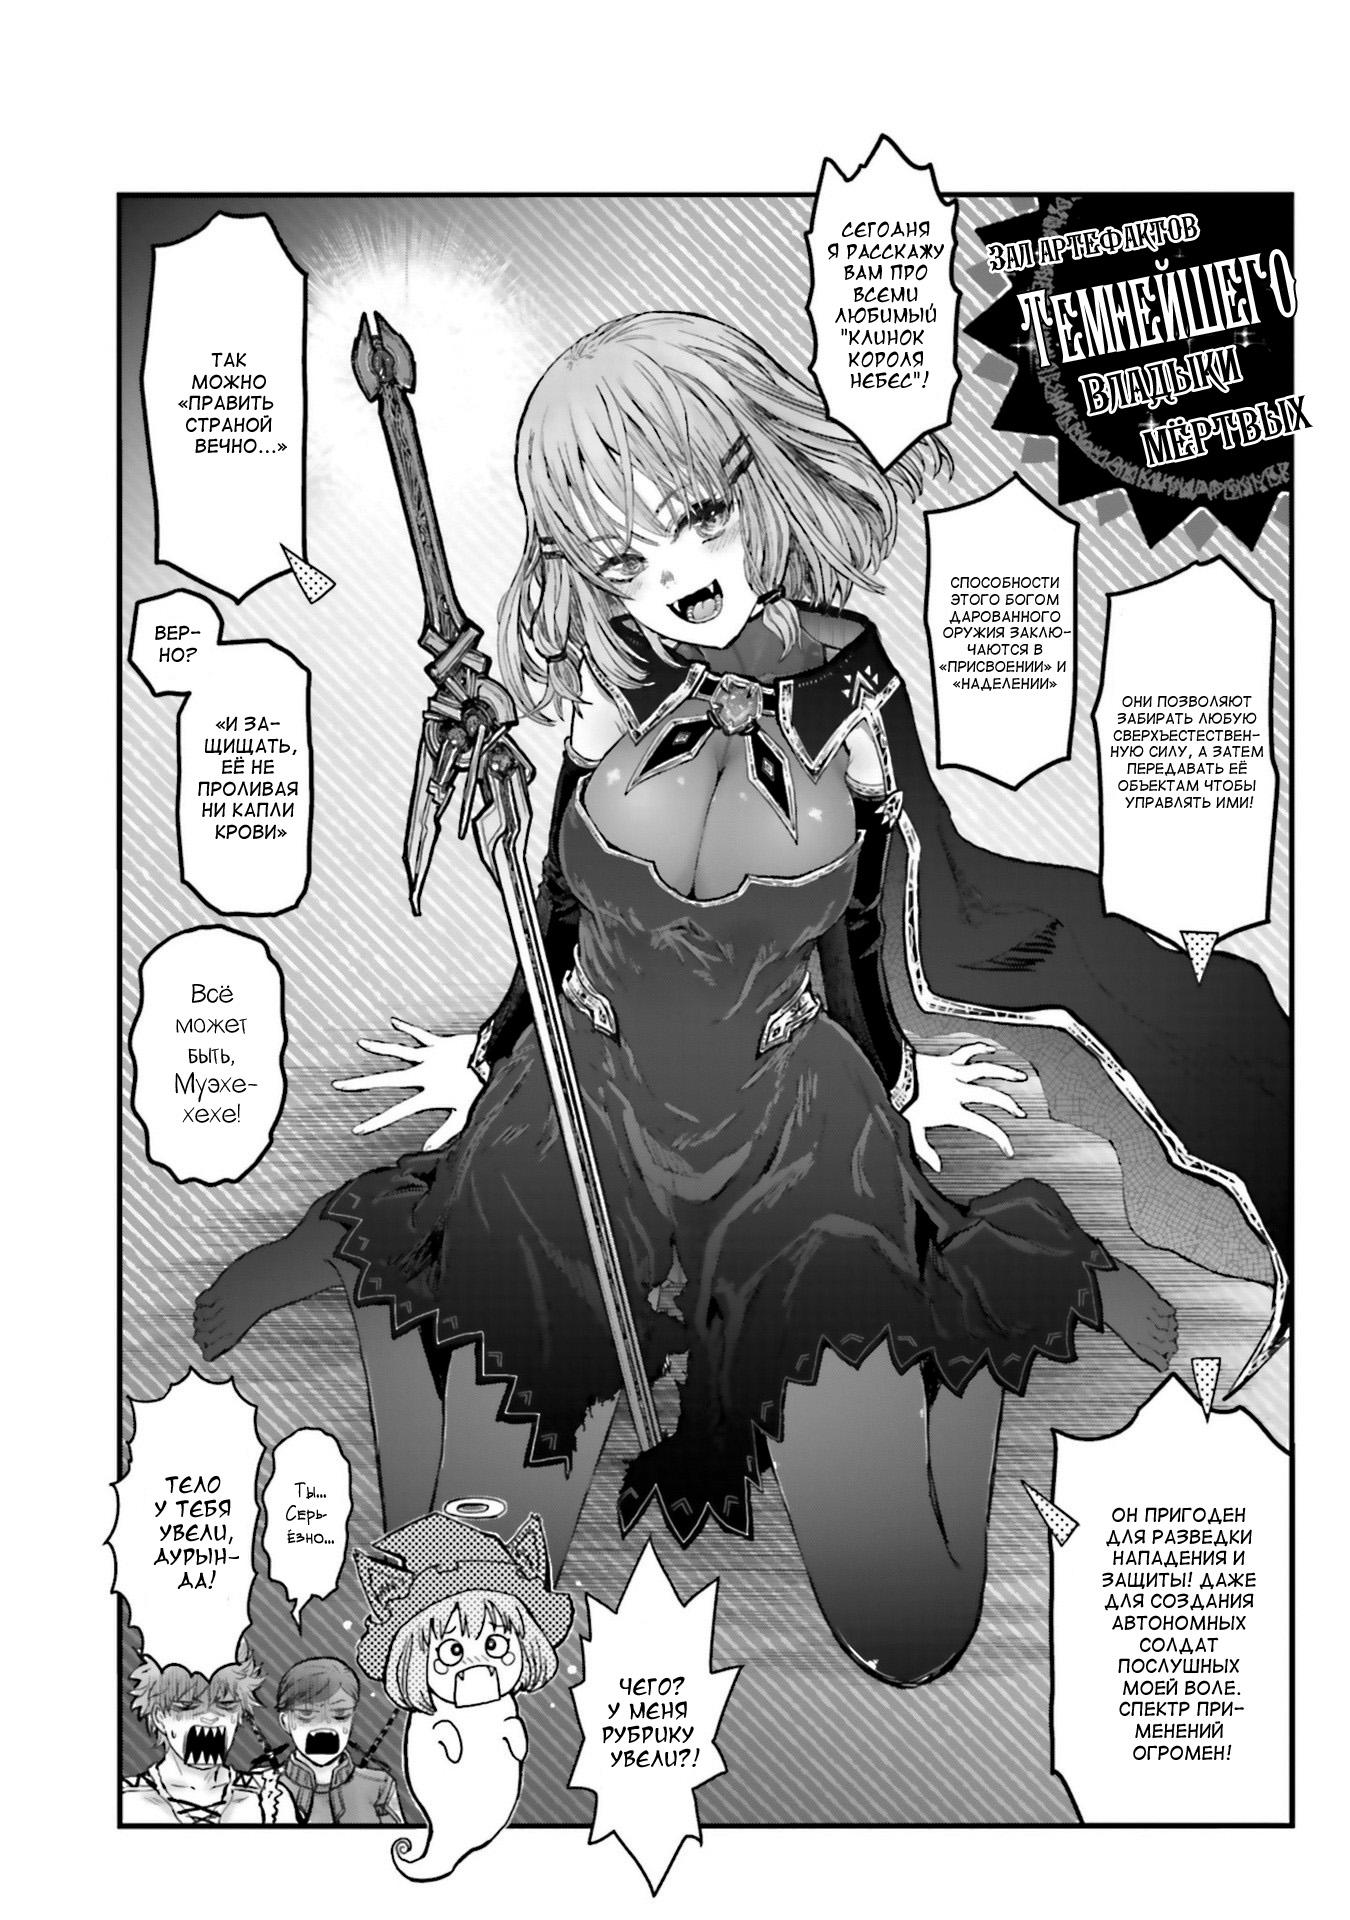 ЗАЛ АРТЕФАКТОВ
ТЕМНЕЙШЕГО
ВЛАДЫКИ
МЁРТВЫХ
СЕГОДНЯ
Я РАССКАЖУ
ВАМ ПРО
ВСЕМИ
ЛЮБИМЫЙ
"КЛИНОК
КОРОЛЯ
НЕБЕС"!
СПОСОБНОСТИ
ЭТОГО БОГОМ
ДАРОВАННОГО
ОРУЖИЯ ЗАКЛЮ-
ЧАЮТСЯ В
«ПРИСВОЕНИИ» И
«НАДЕЛЕНИИ»
ОНИ ПОЗВОЛЯЮТ
ЗАБИРАТЬ ЛЮБУЮ
СВЕРХЪЕСТЕСТВЕН-
НУЮ СИЛУ, А ЗАТЕМ
ПЕРЕДАВАТЬ ЕЁ
ОБЪЕКТАМ ЧТОБЫ
УПРАВЛЯТЬ ИМИ!
ОН ПРИГОДЕН
ДЛЯ РАЗВЕДКИ
НАПАДЕНИЯ И
ЗАЩИТЫ! ДАЖЕ
ДЛЯ СОЗДАНИЯ
АВТОНОМНЫХ
СОЛДАТ
ПОСЛУШНЫХ
МОЕЙ ВОЛЕ.
СПЕКТР ПРИ-
МЕНЕНИЙ
ОГРОМЕН!
ТАК
МОЖНО
«ПРАВИТЬ
СТРАНОЙ
ВЕЧНО...»
ВЕР-
НО?
«И ЗА-
ЩИЩАТЬ,
ЕЁ НЕ
ПРОЛИВАЯ
НИ КАПЛИ
КРОВИ»
Всё
может
быть,
Муэхе-
хехе!
ЧЕГО?
У МЕНЯ
РУБРИКУ
УВЕЛИ?!
Ты...
Серь-
ёзно...
ТЕЛО
У ТЕБЯ
УВЕЛИ,
ДУРЫН-
ДА!